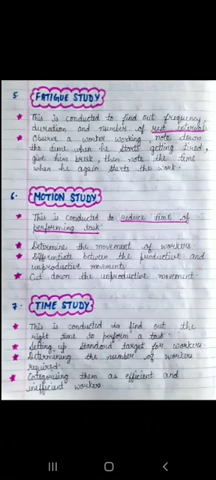 5. FATIGUE STUDY
★ This is conducted to find out frequency,
duration and number of rest intervals
★ Observe a worker working, note down
the time when he starts getting tired,
give him break, then note the time
when he again starts the work.
6. MOTION STUDY
★ This is conducted to reduce time of
performing task
★ Determine the movement of workers
★ Differentiate between the productive and
unproductive movements
★ Cut down the unproductive movement.
7. TIME STUDY
★ This is conducted to find out the
right time to perform a task
★ Setting up standard target for workers
★ Determining the number of workers
required.
★ Categorising them as efficient and
inefficient workers